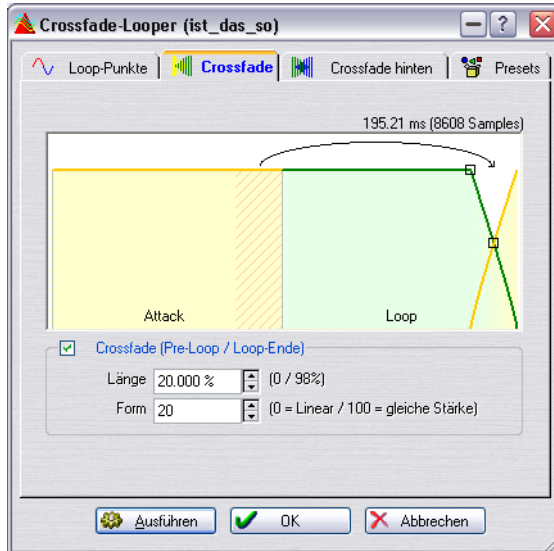 Crossfade-Looper (ist_das_so)
Loop-Punkte Crossfade Crossfade hinten Presets
195.21 ms (8608 Samples)
Attack Loop
Crossfade (Pre-Loop / Loop-Ende)
Länge 20.000 % (0 / 98%)
Form 20 (0 = Linear / 100 = gleiche Stärke)
Ausführen OK Abbrechen